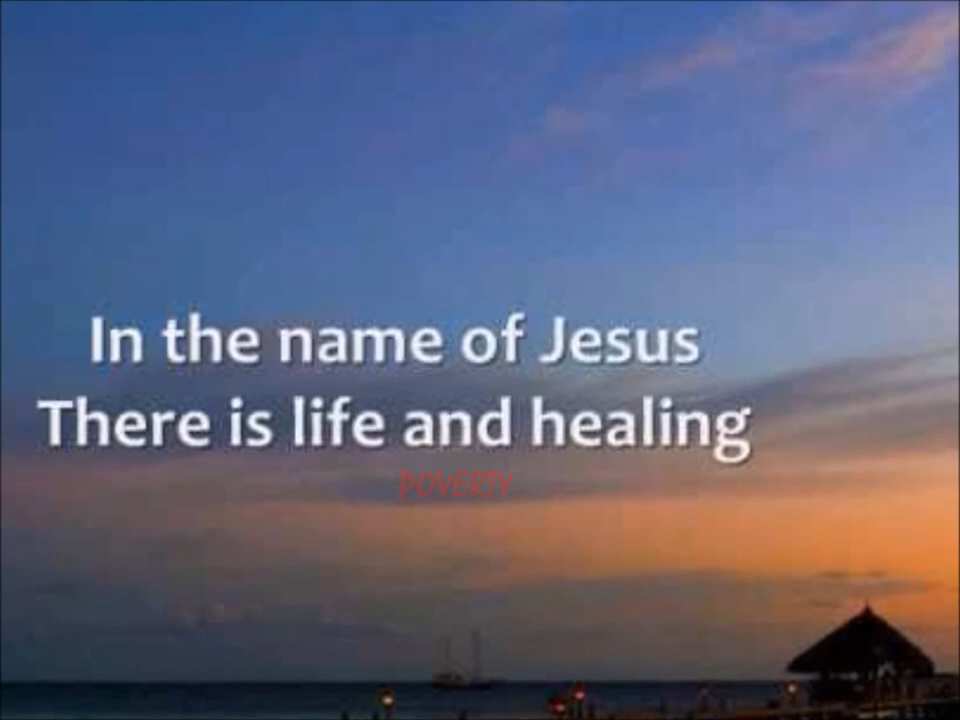 In the name of Jesus
There is life and healing
POVERTY